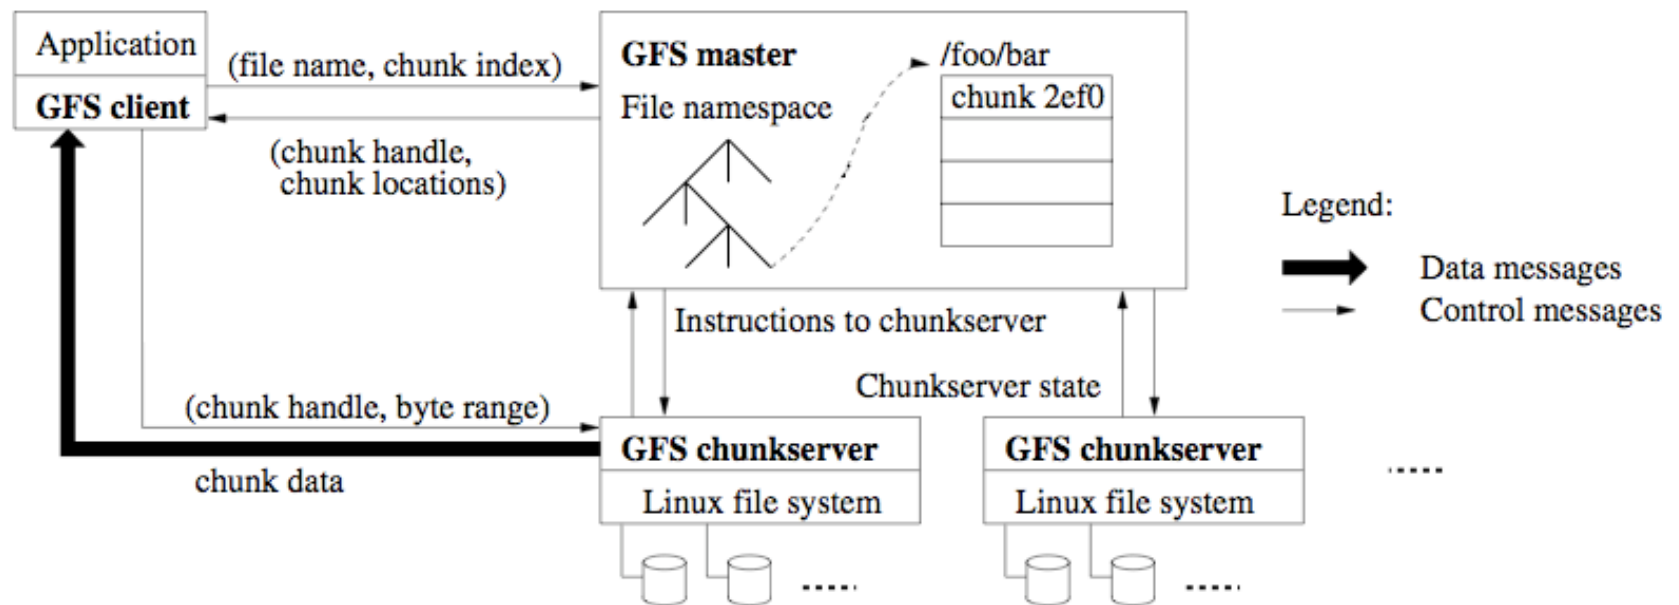 Application
GFS client
(file name, chunk index)
(chunk handle,
chunk locations)
GFS master
File namespace
/foo/bar
chunk 2ef0
Legend:
Data messages
Control messages
Instructions to chunkserver
Chunkserver state
(chunk handle, byte range)
chunk data
GFS chunkserver
Linux file system
GFS chunkserver
Linux file system